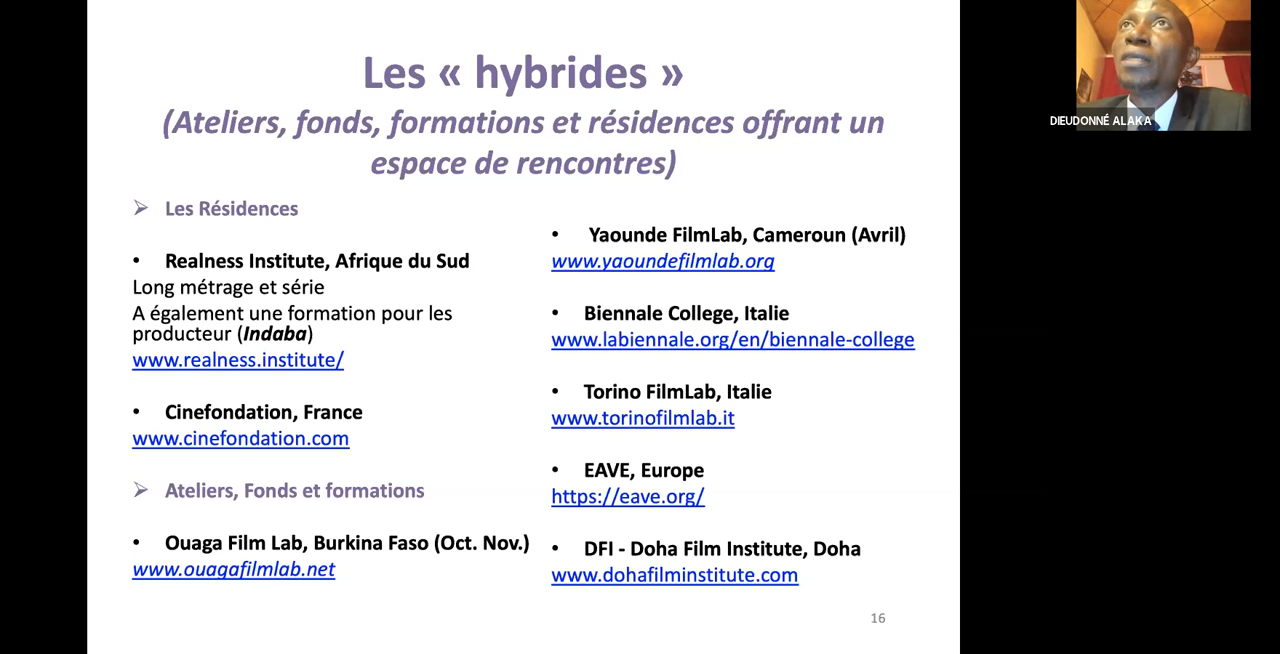 Les « hybrides »
(Ateliers, fonds, formations et résidences offrant un
espace de rencontres)
Les Résidences
• Realness Institute, Afrique du Sud
Long métrage et série
A également une formation pour les
producteur (Indaba)
www.realness.institute/
• Cinefondation, France
www.cinefondation.com
Ateliers, Fonds et formations
• Ouaga Film Lab, Burkina Faso (Oct. Nov.)
www.ouagafilmlab.net
• Yaounde FilmLab, Cameroun (Avril)
www.yaoundefilmlab.org
• Biennale College, Italie
www.labiennale.org/en/biennale-college
• Torino FilmLab, Italie
www.torinofilmlab.it
• EAVE, Europe
https://eave.org/
• DFI - Doha Film Institute, Doha
www.dohafilminstitute.com
16
DIEUDONNÉ ALAKA